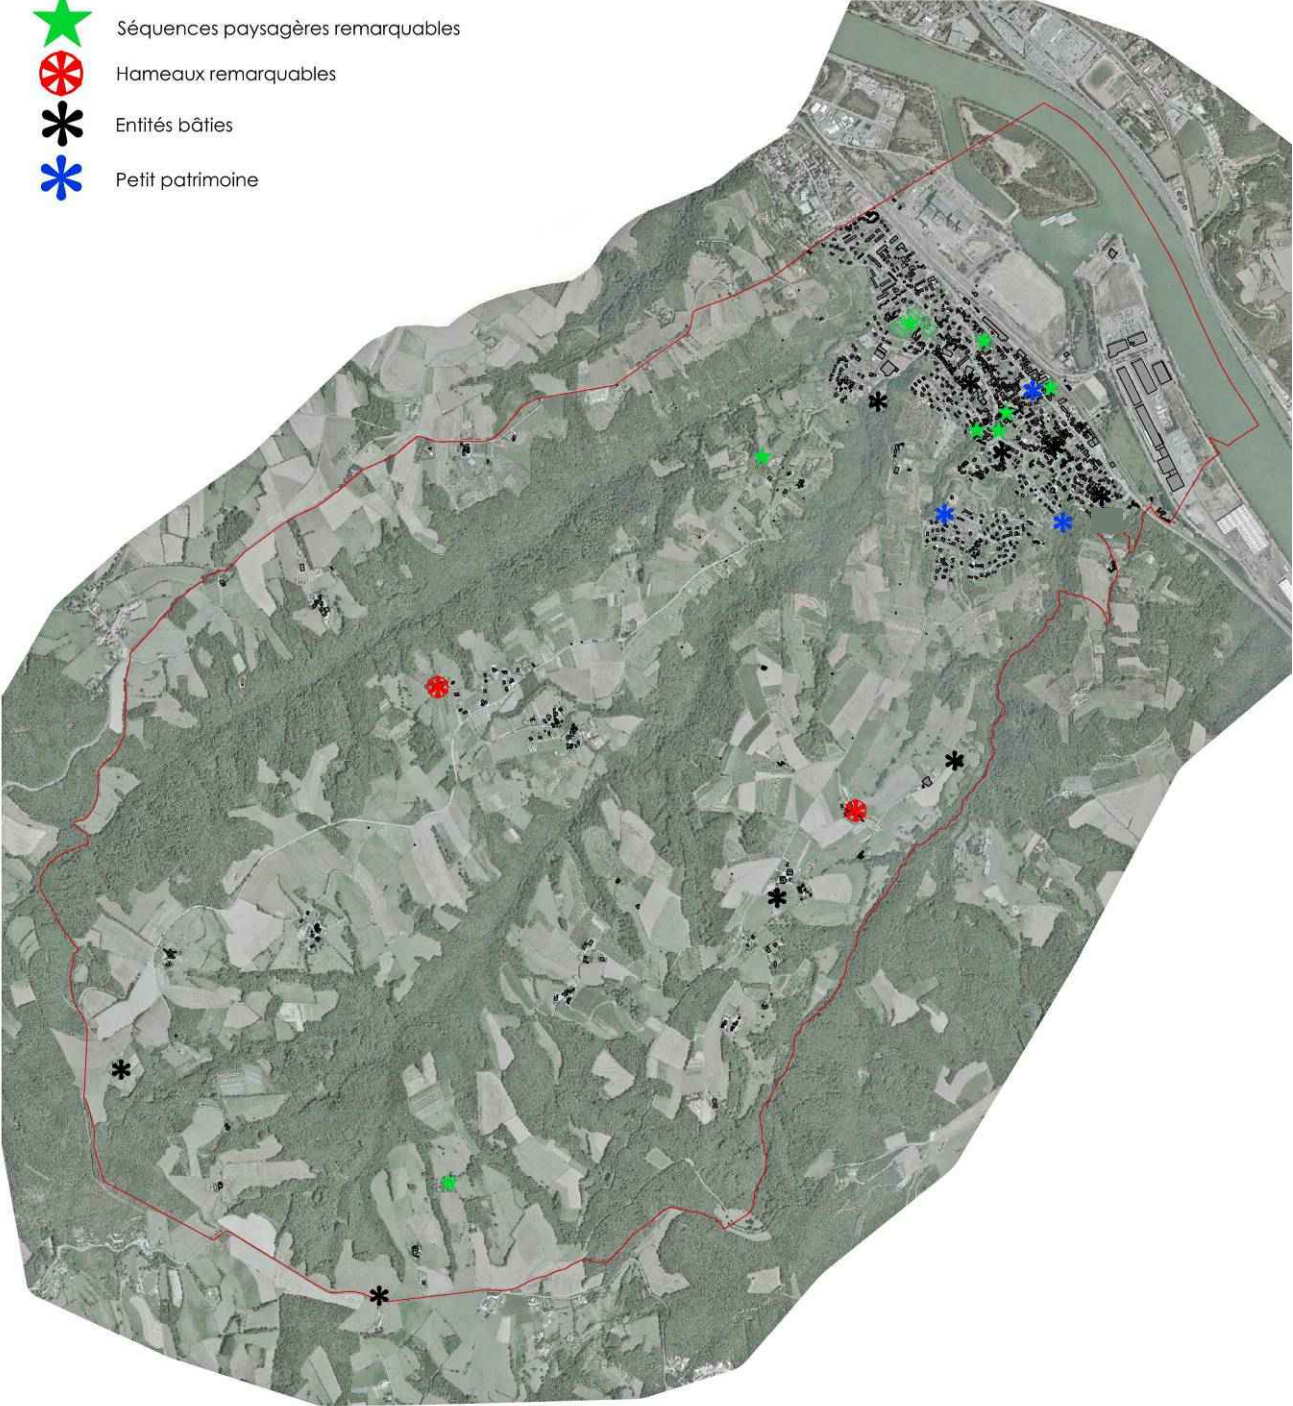 Séquences paysagères remarquables
Hameaux remarquables
Entités bâties
Petit patrimoine